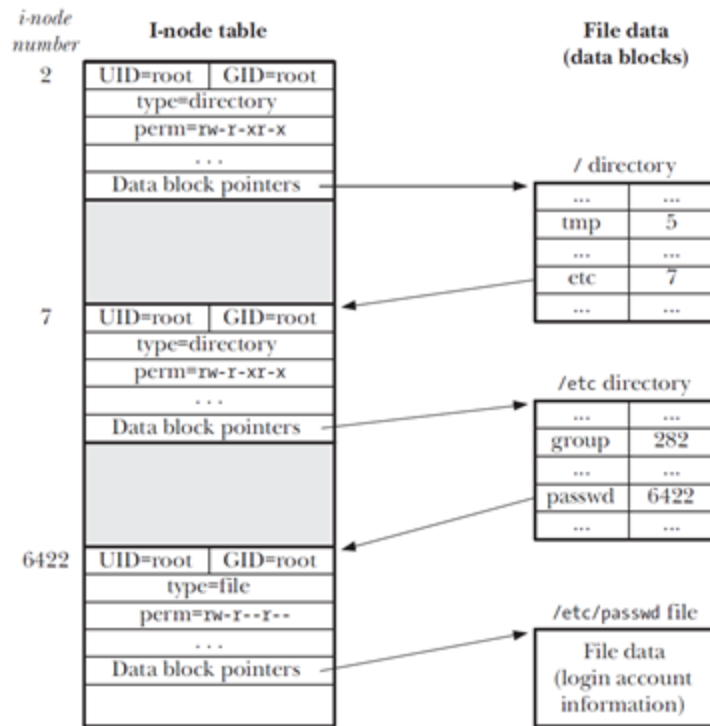 i-node
number
I-node table
File data
(data blocks)
2
UID=root GID=root
type=directory
perm=rw-r-xr-x
...
Data block pointers
/ directory
... ...
tmp 5
... ...
etc 7
... ...
7
UID=root GID=root
type=directory
perm=rw-r-xr-x
...
Data block pointers
/etc directory
... ...
group 282
... ...
passwd 6422
... ...
6422
UID=root GID=root
type=file
perm=rw-r--r--
...
Data block pointers
/etc/passwd file
File data
(login account
information)